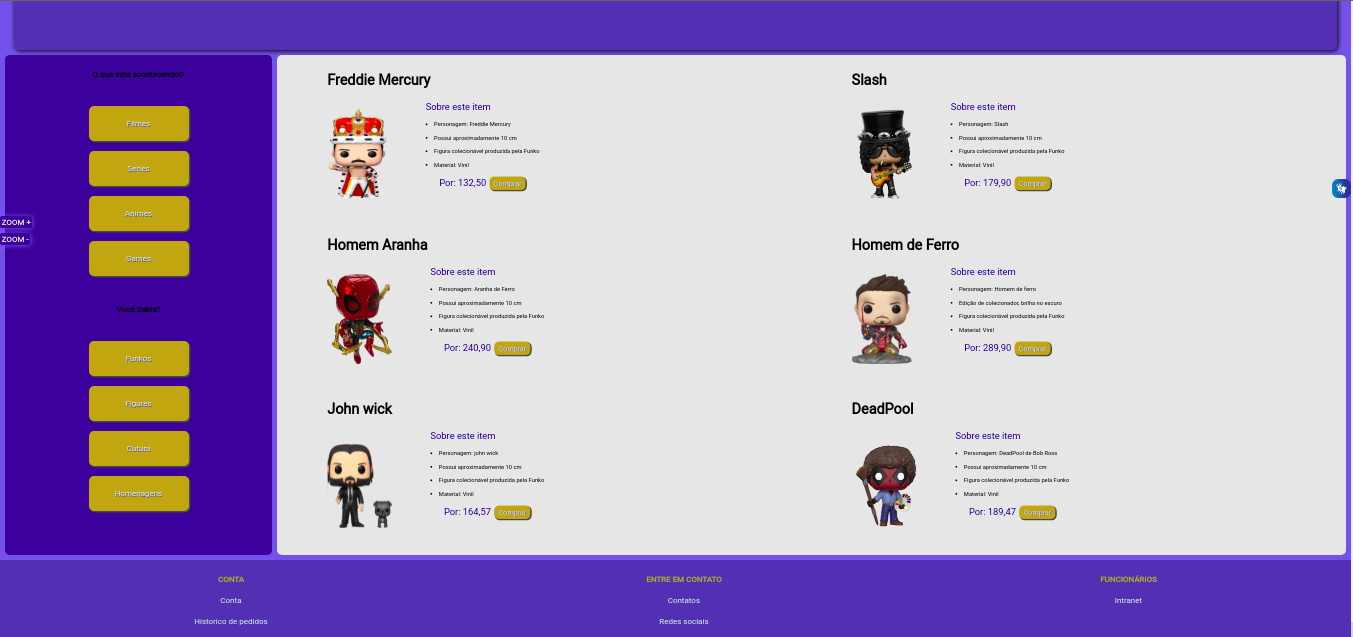 O que está acontecendo!?
Filmes
Series
Animes
Games
Você sabia?
Funkos
Figures
Cutura
Homenagens
ZOOM +
ZOOM -
Freddie Mercury
Sobre este item
Personagem: Freddie Mercury
Possui aproximadamente 10 cm
Figura colecionável produzida pela Funko
Material: Vinil
Por: 132,50 Comprar
Slash
Sobre este item
Personagem: Slash
Possui aproximadamente 10 cm
Figura colecionável produzida pela Funko
Material: Vinil
Por: 179,90 Comprar
Homem Aranha
Sobre este item
Personagem: Aranha de Ferro
Possui aproximadamente 10 cm
Figura colecionável produzida pela Funko
Material: Vinil
Por: 240,90 Comprar
Homem de Ferro
Sobre este item
Personagem: Homem de ferro
Edição de colecionador, brilha no escuro
Figura colecionável produzida pela Funko
Material: Vinil
Por: 289,90 Comprar
John wick
Sobre este item
Personagem: john wick
Possui aproximadamente 10 cm
Figura colecionável produzida pela Funko
Material: Vinil
Por: 164,57 Comprar
DeadPool
Sobre este item
Personagem: DeadPool de Bob Ross
Possui aproximadamente 10 cm
Figura colecionável produzida pela Funko
Material: Vinil
Por: 189,47 Comprar
CONTA
Conta
Historico de pedidos
ENTRE EM CONTATO
Contatos
Redes sociais
FUNCIONÁRIOS
Intranet